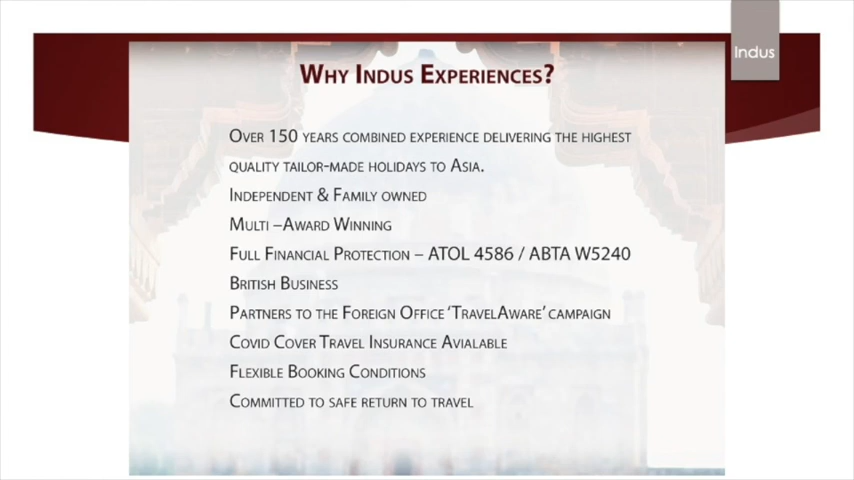 Indus
Why Indus Experiences?
Over 150 years combined experience delivering the highest
quality tailor-made holidays to Asia.
Independent & Family owned
Multi –Award Winning
Full Financial Protection – ATOL 4586 / ABTA W5240
British Business
Partners to the Foreign Office 'TravelAware' campaign
Covid Cover Travel Insurance Avialable
Flexible Booking Conditions
Committed to safe return to travel